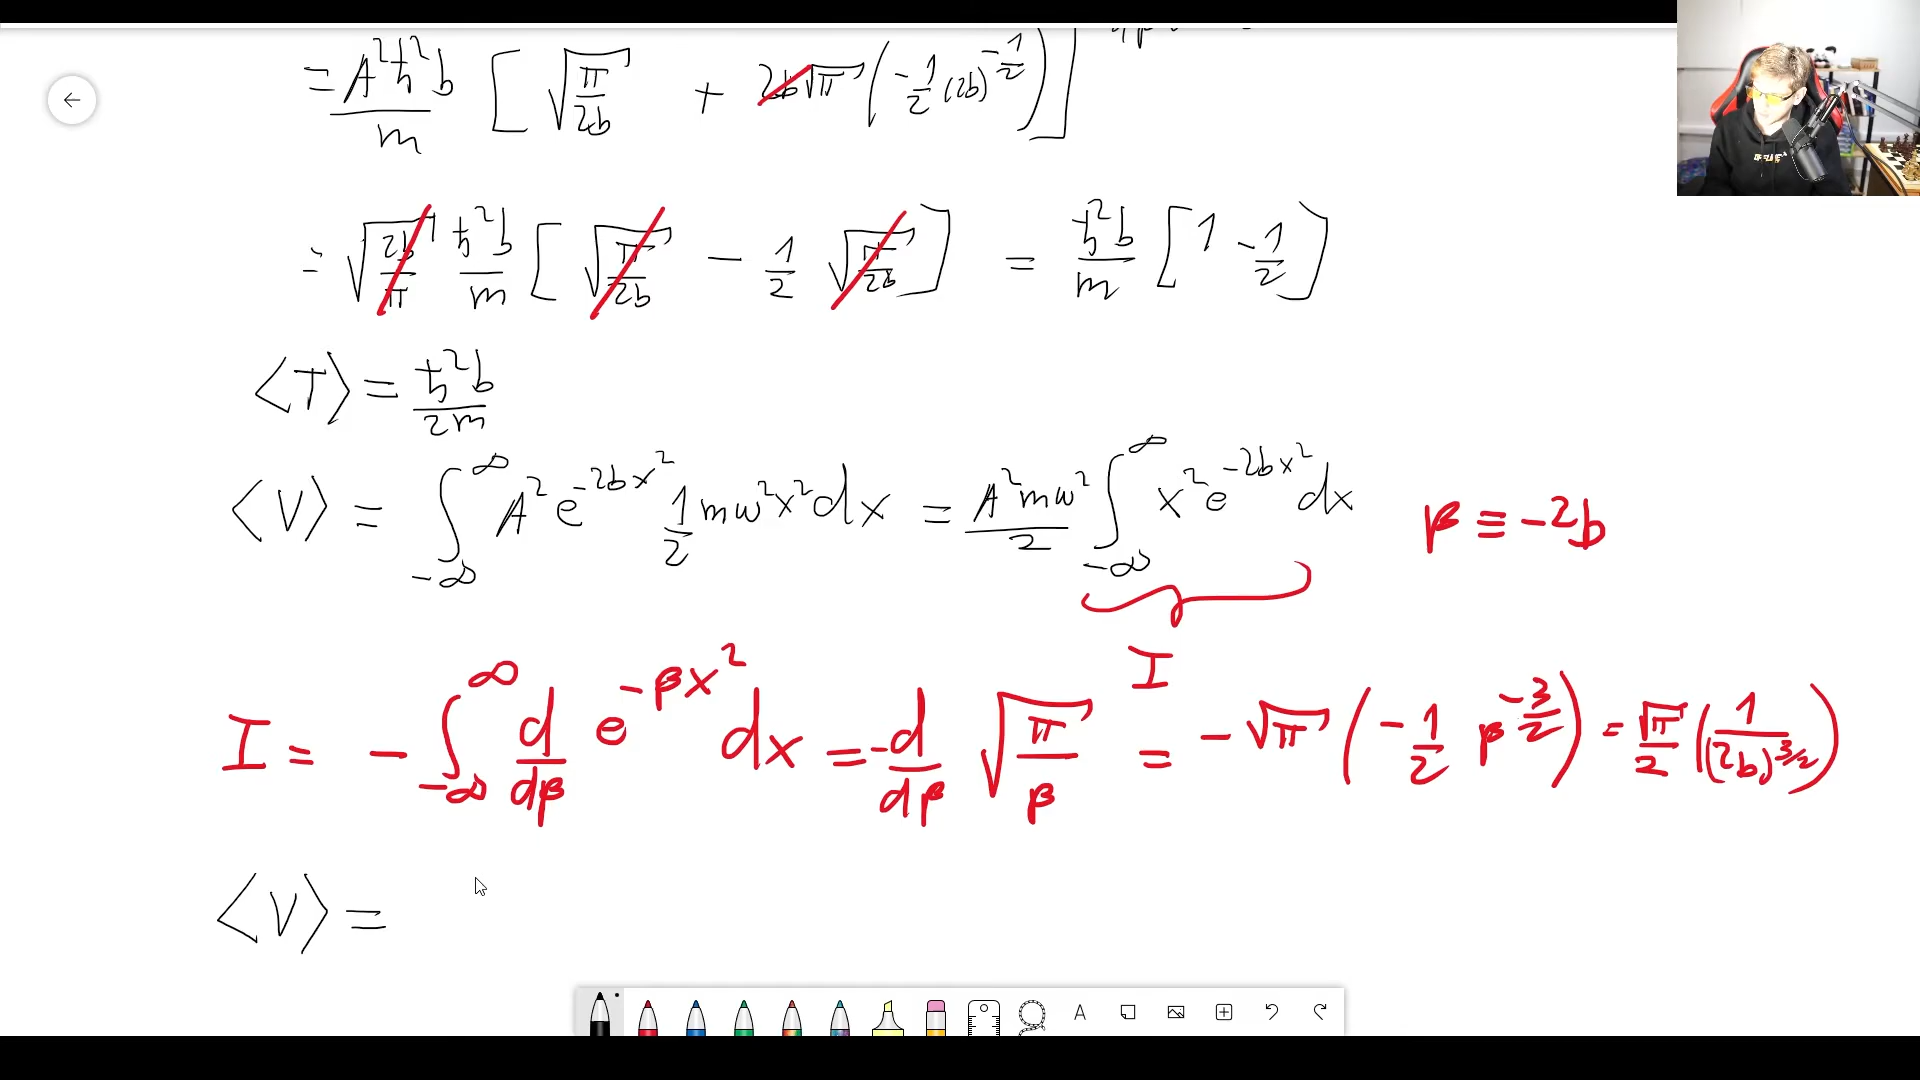 = A²ħ²b/m [ √(π/2b) + 2b√π ( -1/2 (2b)^(-1/2) ) ]
= √(2b/π) ħ²b/m [ √(π/2b) - 1/2 √(π/2b) ] = ħ²b/m [ 1 - 1/2 ]
⟨T⟩ = ħ²b/2m
⟨V⟩ = ∫_{-∞}^{∞} A² e^{-2bx²} 1/2 mω²x² dx = A²mω²/2 ∫_{-∞}^{∞} x² e^{-2bx²} dx β ≡ -2b
I
I = - ∫_{-∞}^{∞} d/dβ e^{-βx²} dx = -d/dβ √(π/β) = -√π ( -1/2 β^{-3/2} ) = √π/2 ( 1/(2b)^{3/2} )
⟨V⟩ =